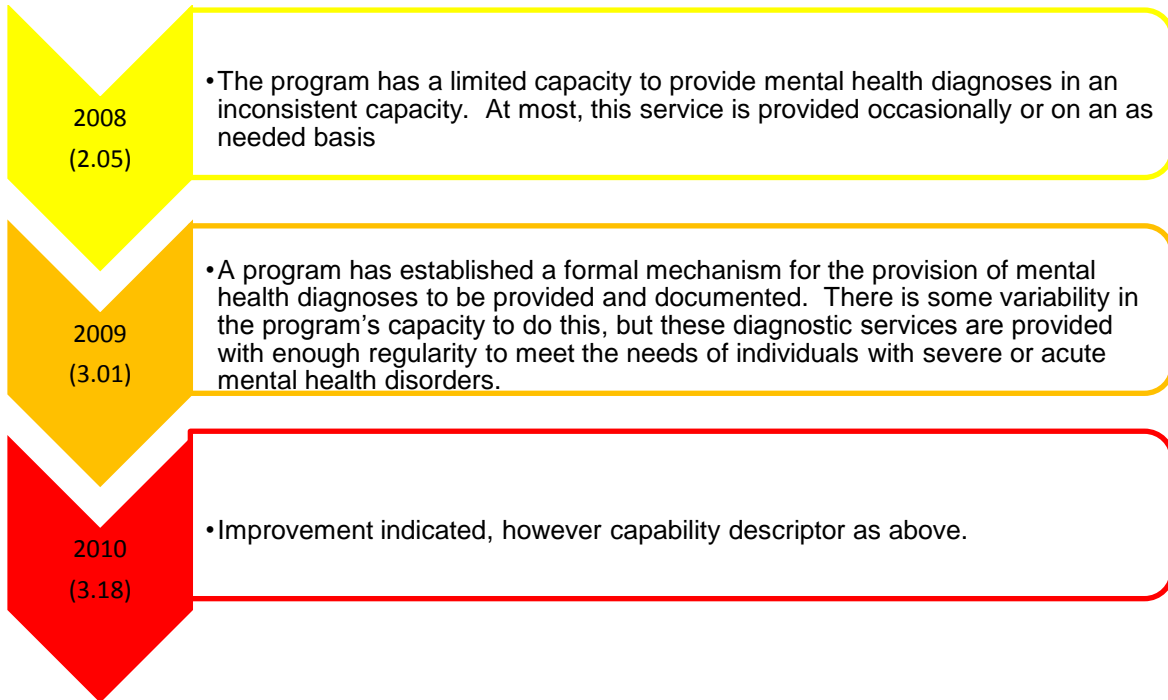 2008
(2.05)
•The program has a limited capacity to provide mental health diagnoses in an
inconsistent capacity.  At most, this service is provided occasionally or on an as
needed basis
2009
(3.01)
•A program has established a formal mechanism for the provision of mental
health diagnoses to be provided and documented.  There is some variability in
the program's capacity to do this, but these diagnostic services are provided
with enough regularity to meet the needs of individuals with severe or acute
mental health disorders.
2010
(3.18)
•Improvement indicated, however capability descriptor as above.